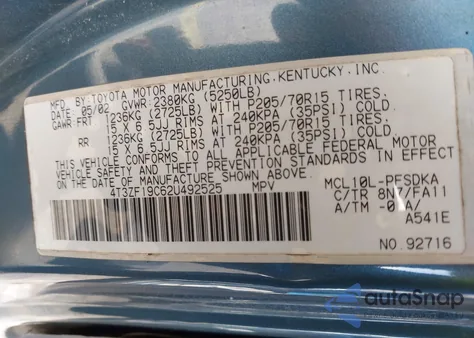 MFD. BY:TOYOTA MOTOR MANUFACTURING,KENTUCKY,INC.
DATE 05/02 GVWR: 2380KG (5250LB)
GAWR:FRT 1236KG (2725LB) WITH P205/70R15 TIRES.
15 X 6.5JJ RIMS AT 240KPA (35PSI) COLD.
RR 1236KG (2725LB) WITH P205/70R15 TIRES.
15 X 6.5JJ RIMS AT 240KPA (35PSI) COLD.
THIS VEHICLE CONFORMS TO ALL APPLICABLE FEDERAL MOTOR
VEHICLE SAFETY AND BUMPER STANDARDS IN EFFECT
ON THE DATE OF MANUFACTURE SHOWN ABOVE.
4T3ZF19C62U492525 MPV
MCL10L-PFSDKA
C/TR 8N7/FA11
A/TM -01A/
A541E
NO.92716
autoSnap